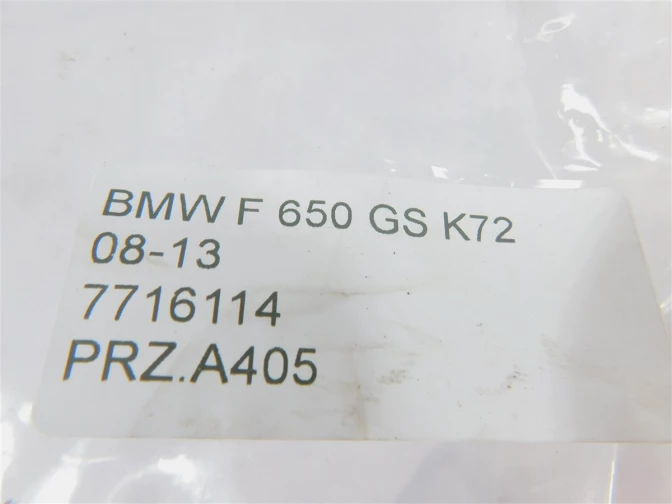 BMW F 650 GS K72
08-13
7716114
PRZ.A405